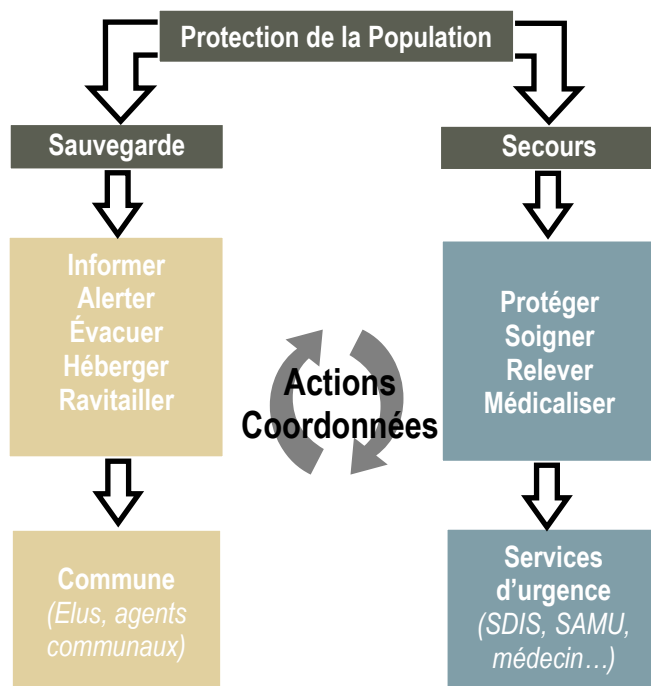 Protection de la Population
Sauvegarde
Secours
Informer
Alerter
Évacuer
Héberger
Ravitailler
Protéger
Soigner
Relever
Médicaliser
Actions
Coordonnées
Commune
(Elus, agents
communaux)
Services
d’urgence
(SDIS, SAMU,
médecin…)